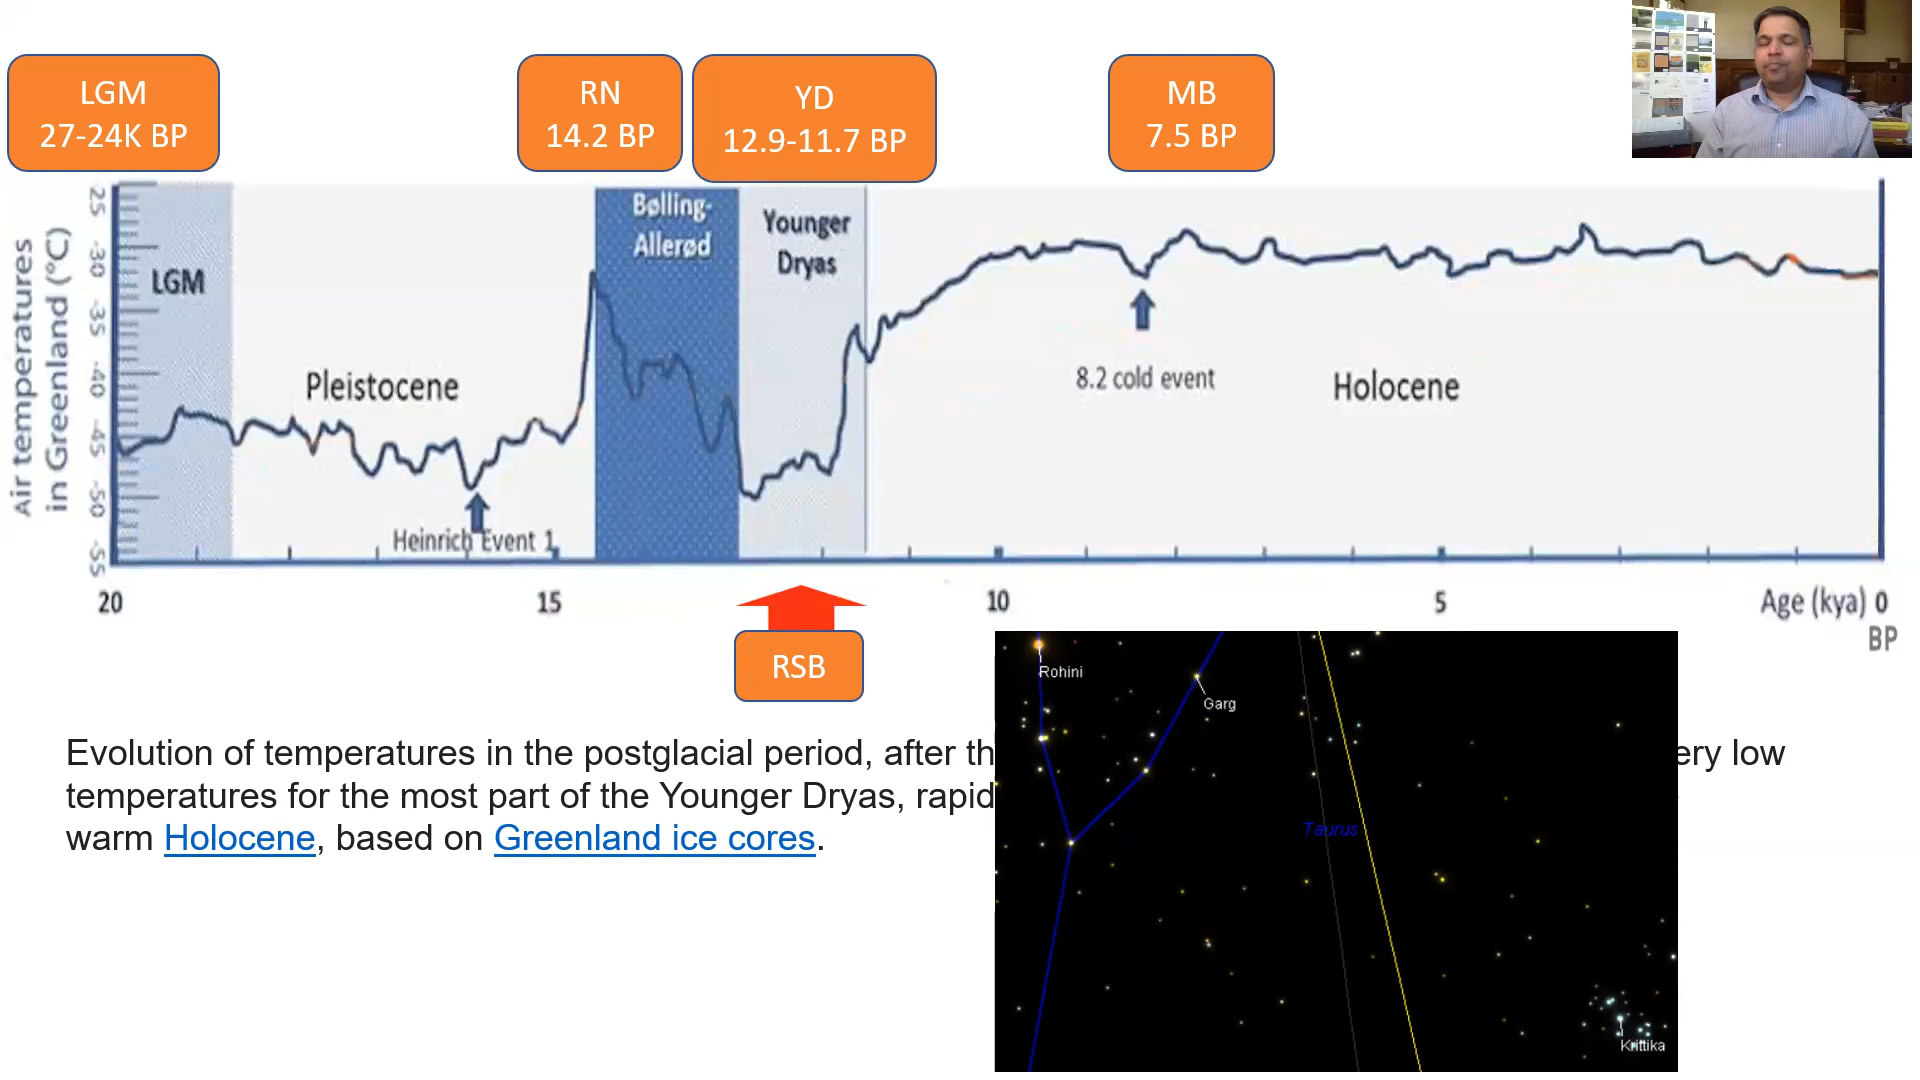 LGM
27-24K BP
RN
14.2 BP
YD
12.9-11.7 BP
MB
7.5 BP
Air temperatures
in Greenland (°C)
25
-30
-35
-40
-45
-50
-55
LGM
Bølling-
Allerød
Younger
Dryas
Pleistocene
8.2 cold event
Holocene
Heinrich Event 1
20
15
10
5
Age (kya) 0
BP
RSB
Rohini
Garg
Taurus
Krittika
Evolution of temperatures in the postglacial period, after th ery low
temperatures for the most part of the Younger Dryas, rapid
warm Holocene, based on Greenland ice cores.